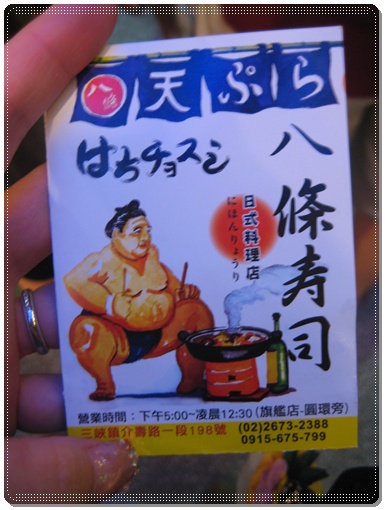 八條
天ぷら
はちチョスシ
八條寿司
日式料理店
にほんりょうり
營業時間：下午5:00~凌晨12:30(旗艦店-圓環旁)
三峽鎮介壽路一段198號 (02)2673-2388
0915-675-799